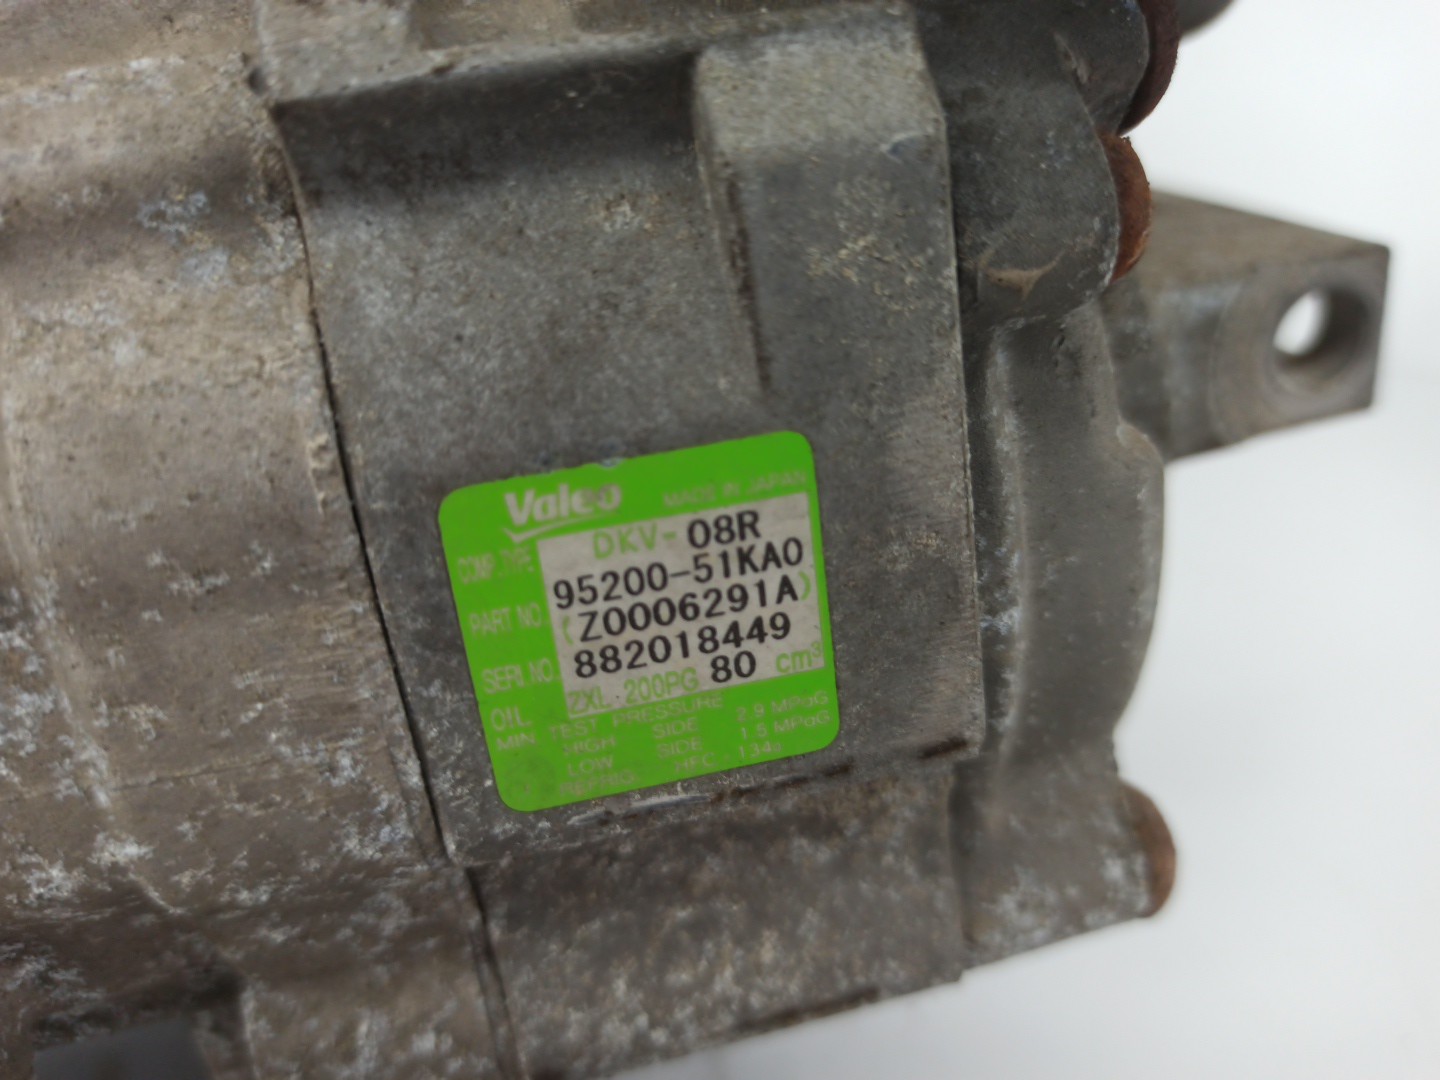 Valeo MADE IN JAPAN
COMP.TYPE DKV- 08R
95200-51KA0
PART NO. (Z0006291A)
SERI.NO. 882018449
OIL ZXL 200PG 80 cm³
MIN. TEST PRESSURE
HIGH SIDE 2.9 MPaG
LOW SIDE 1.5 MPaG
REFRIG. HFC - 134a